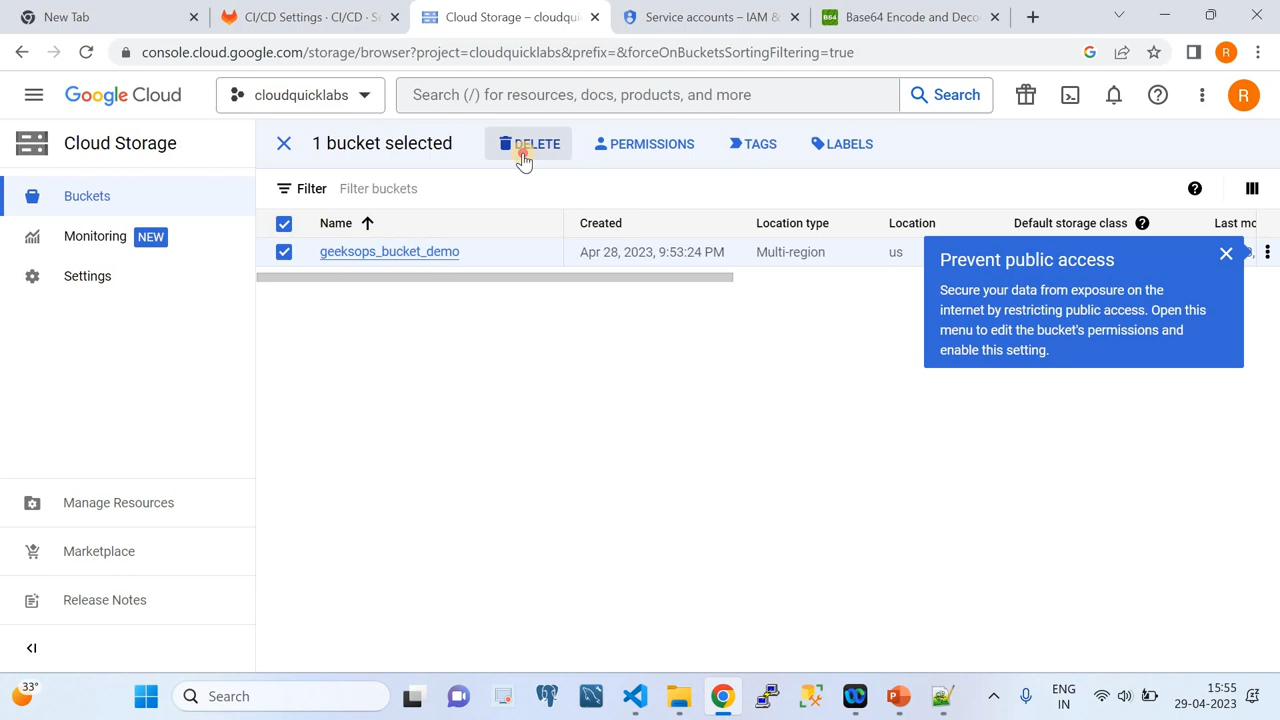 New Tab
CI/CD Settings · CI/CD · S
Cloud Storage – cloudqui
Service accounts – IAM &
Base64 Encode and Deco
console.cloud.google.com/storage/browser?project=cloudquicklabs&prefix=&forceOnBucketsSortingFiltering=true
R
Google Cloud
cloudquicklabs
Search (/) for resources, docs, products, and more
Search
R
Cloud Storage
1 bucket selected
DELETE
PERMISSIONS
TAGS
LABELS
Buckets
Filter
Filter buckets
Name
Created
Location type
Location
Default storage class
Last mo
Monitoring
NEW
geeksops_bucket_demo
Apr 28, 2023, 9:53:24 PM
Multi-region
us
Settings
Prevent public access
Secure your data from exposure on the
internet by restricting public access. Open this
menu to edit the bucket's permissions and
enable this setting.
Manage Resources
Marketplace
Release Notes
33°
Search
ENG
IN
15:55
29-04-2023